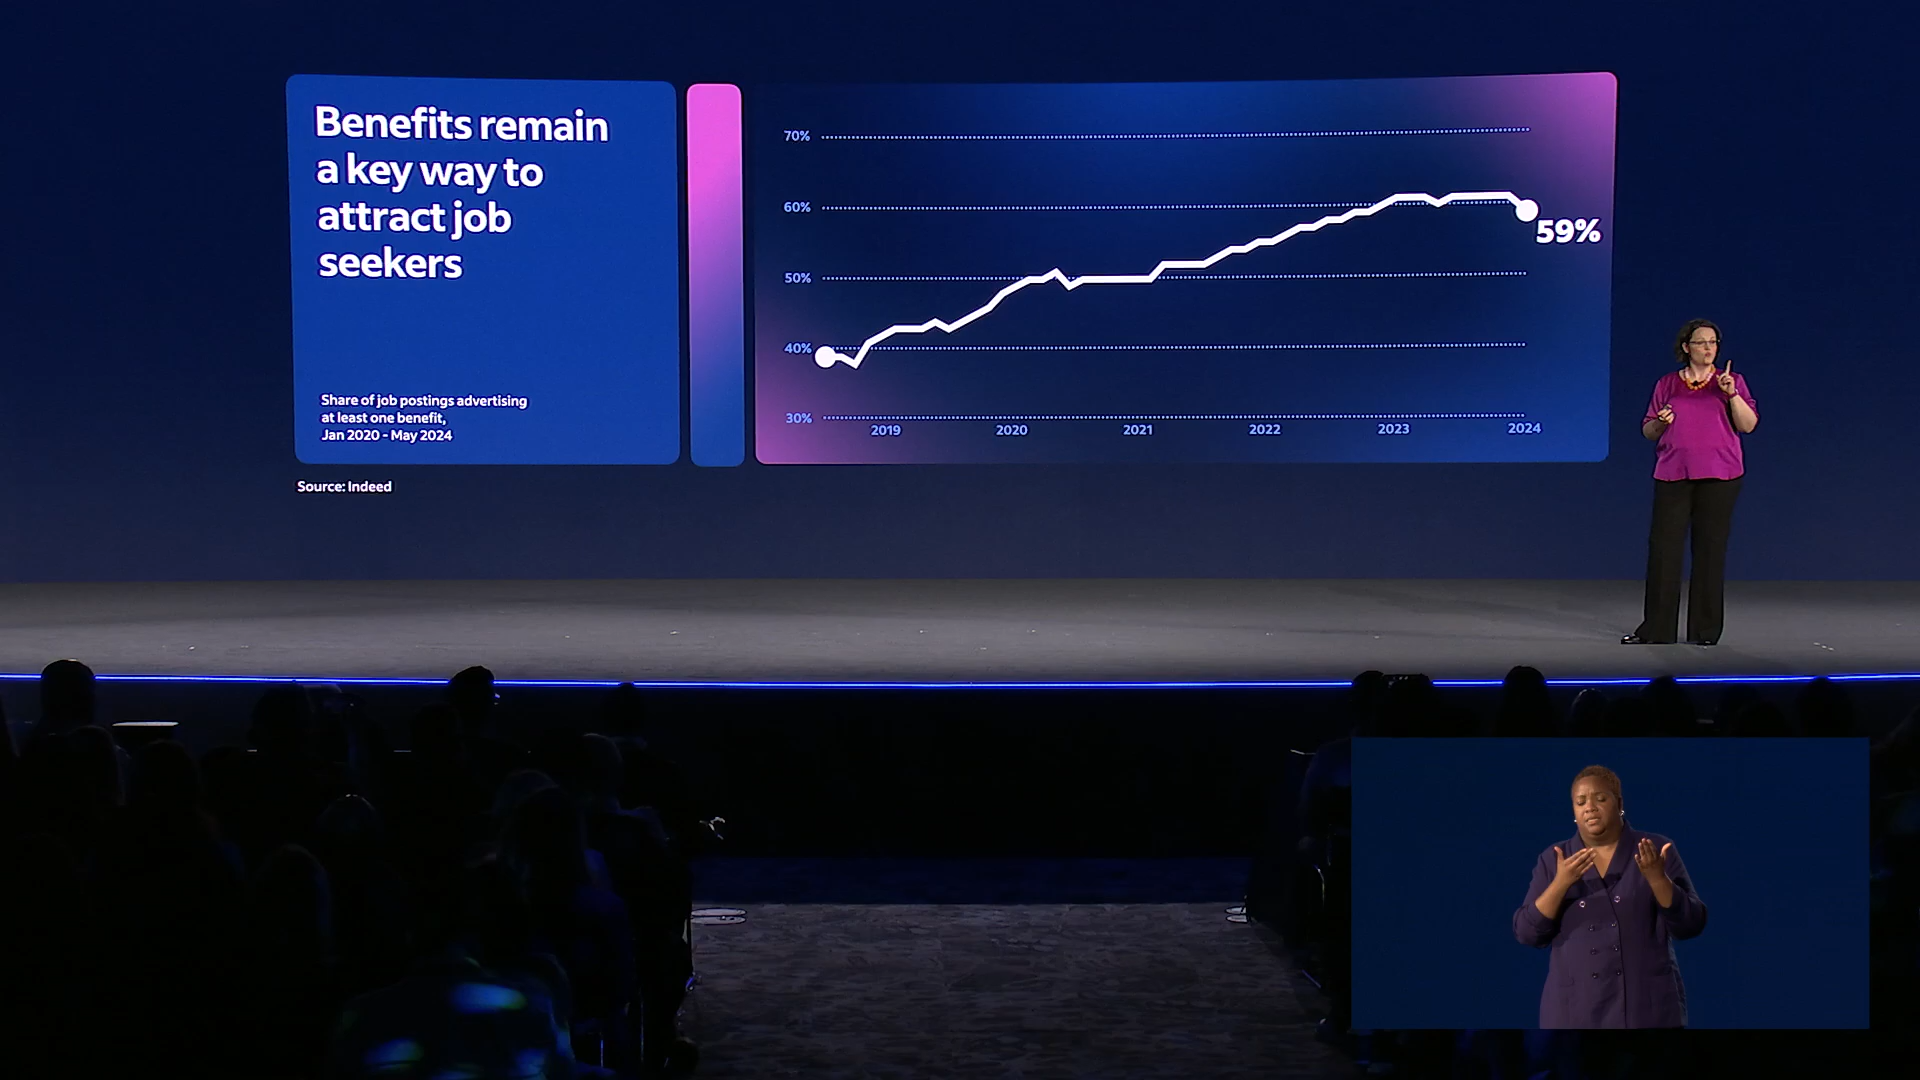 Benefits remain
a key way to
attract job
seekers
Share of job postings advertising
at least one benefit,
Jan 2020 - May 2024
Source: Indeed
70%
60%
50%
40%
30%
59%
2019
2020
2021
2022
2023
2024